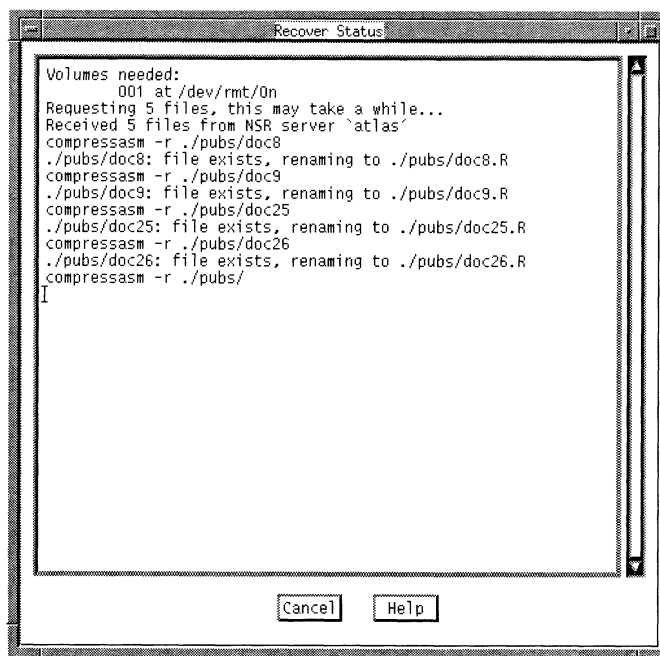 Recover Status
Volumes needed:
001 at /dev/rmt/0n
Requesting 5 files, this may take a while...
Received 5 files from NSR server `atlas´
compressasm -r ./pubs/doc8
./pubs/doc8: file exists, renaming to ./pubs/doc8.R
compressasm -r ./pubs/doc9
./pubs/doc9: file exists, renaming to ./pubs/doc9.R
compressasm -r ./pubs/doc25
./pubs/doc25: file exists, renaming to ./pubs/doc25.R
compressasm -r ./pubs/doc26
./pubs/doc26: file exists, renaming to ./pubs/doc26.R
compressasm -r ./pubs/
Cancel Help